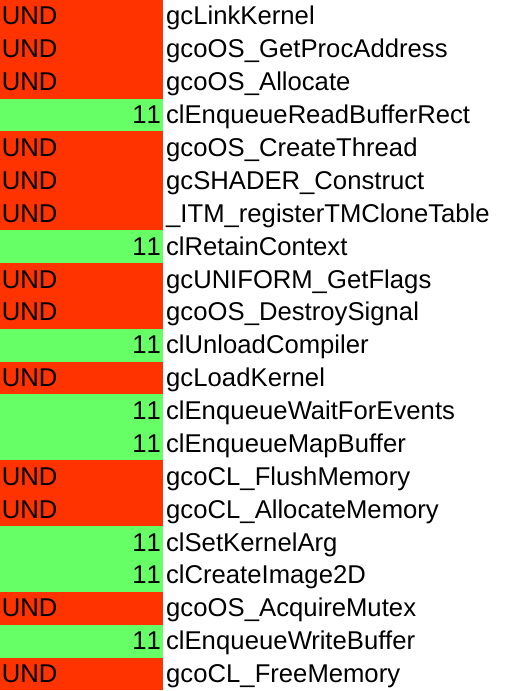 UND gcLinkKernel
UND gcoOS_GetProcAddress
UND gcoOS_Allocate
11 clEnqueueReadBufferRect
UND gcoOS_CreateThread
UND gcSHADER_Construct
UND _ITM_registerTMCloneTable
11 clRetainContext
UND gcUNIFORM_GetFlags
UND gcoOS_DestroySignal
11 clUnloadCompiler
UND gcLoadKernel
11 clEnqueueWaitForEvents
11 clEnqueueMapBuffer
UND gcoCL_FlushMemory
UND gcoCL_AllocateMemory
11 clSetKernelArg
11 clCreateImage2D
UND gcoOS_AcquireMutex
11 clEnqueueWriteBuffer
UND gcoCL_FreeMemory